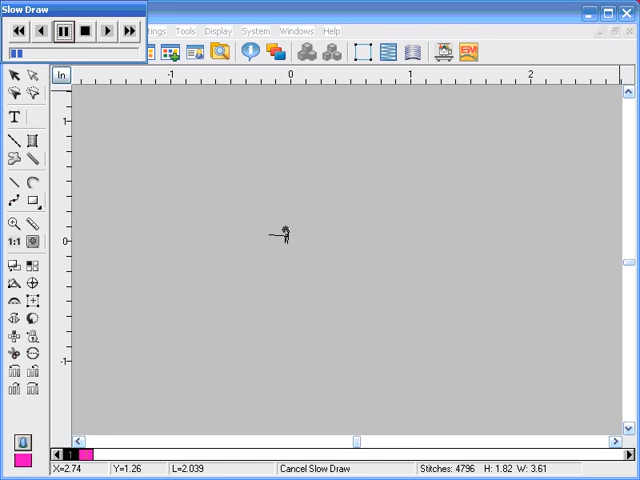 Slow Draw
tings Tools Display System Windows Help
In
-1 0 1 2
1
T
0
1:1
-1
1
X=2.74 Y=1.26 L=2.039 Cancel Slow Draw Stitches: 4796 H: 1.82 W: 3.61